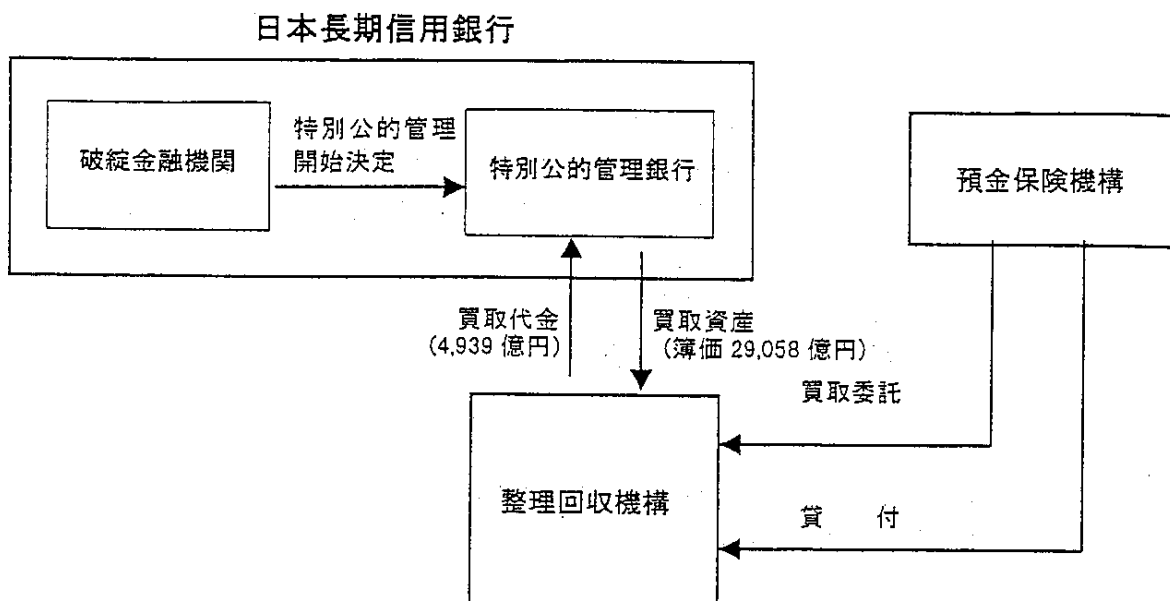 日本長期信用銀行
破綻金融機関
特別公的管理
開始決定
特別公的管理銀行
預金保険機構
買取代金
(4,939 億円)
買取資産
(簿価 29,058 億円)
買取委託
整理回収機構
貸 付